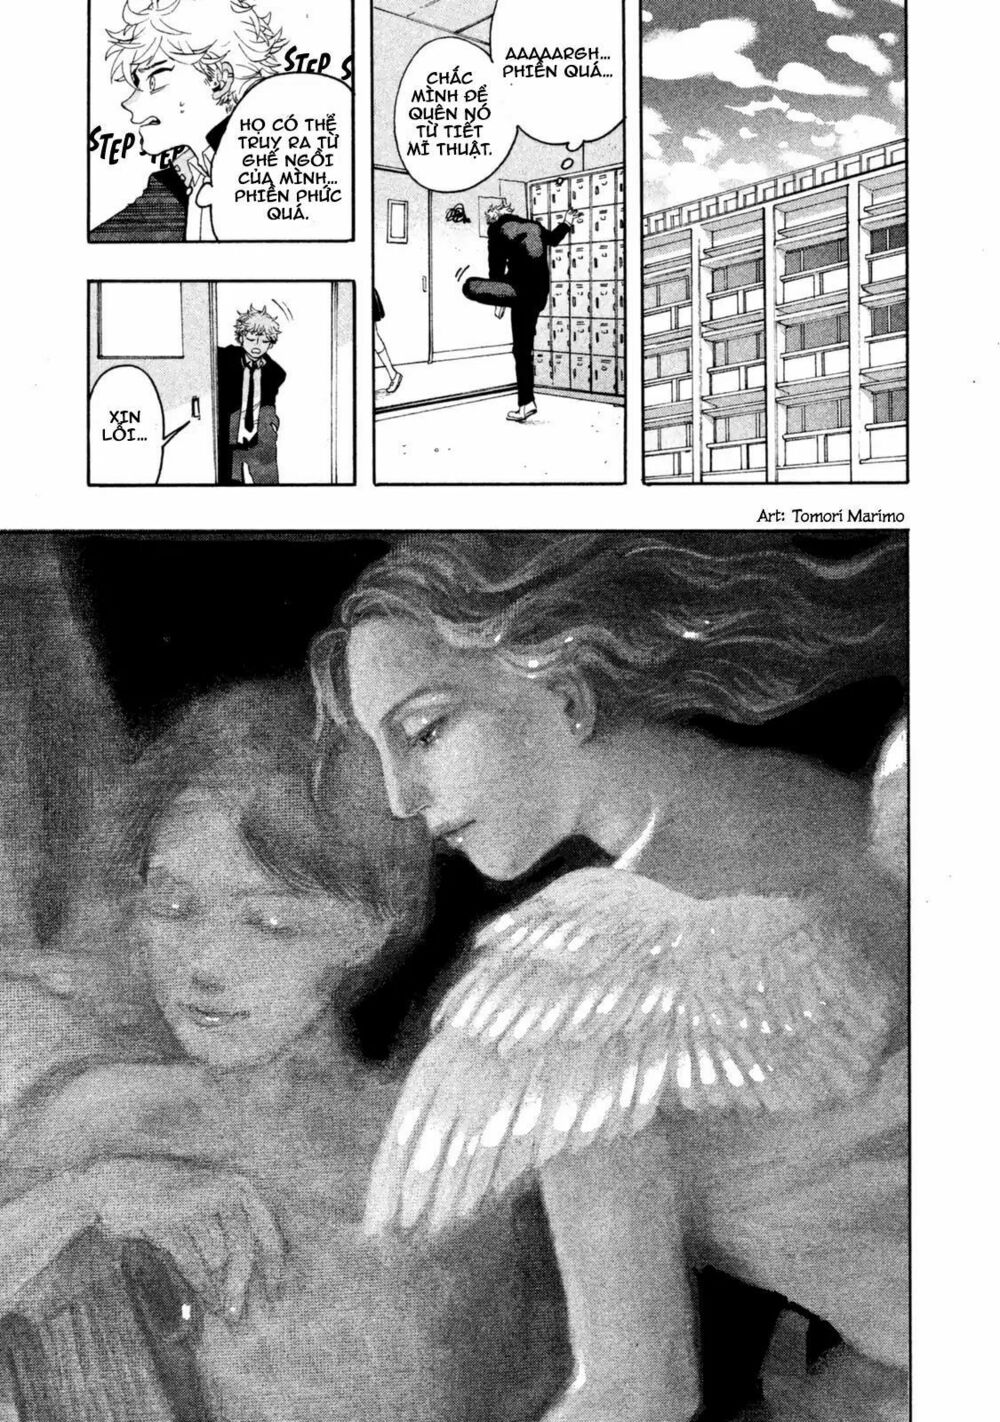 AAAAARGH...
PHIỀN QUÁ...
CHẮC
MÌNH ĐỂ
QUÊN NÓ
TỪ TIẾT
MĨ THUẬT.
STEP S
HỌ CÓ THỂ
TRUY RA TỪ
GHẾ NGỒI
CỦA MÌNH...
PHIỀN PHỨC
QUÁ.
STEP STEP
XIN
LỖI...
Art: Tomori Marimo